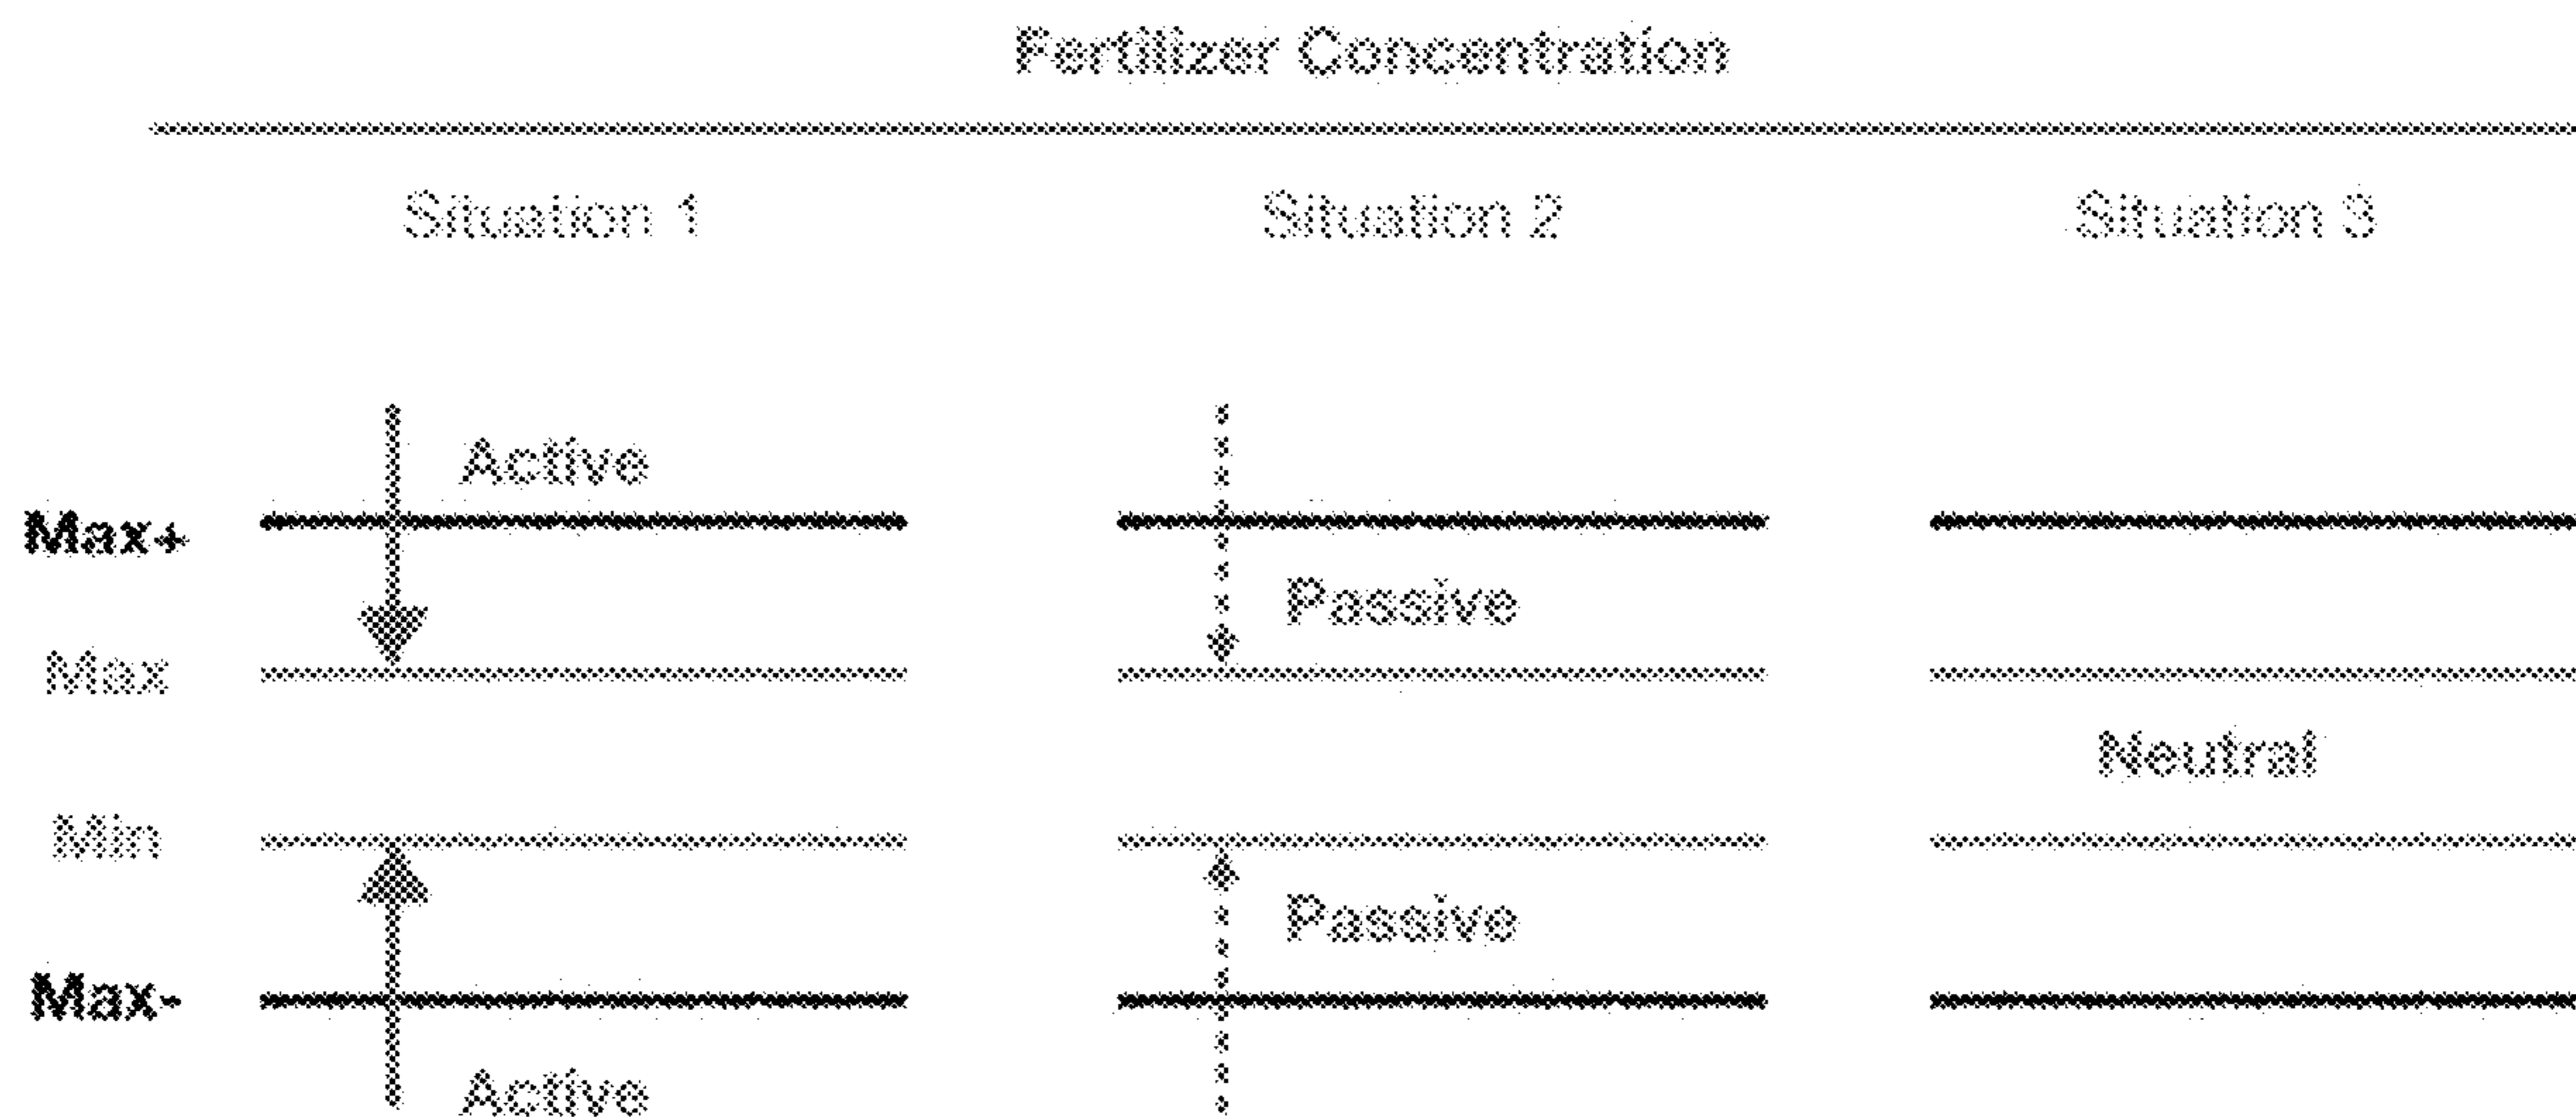 Fertilizer Concentration
Situation 1 Situation 2 Situation 3
Active
Max+
Passive
Max
Neutral
Min
Passive
Max-
Active